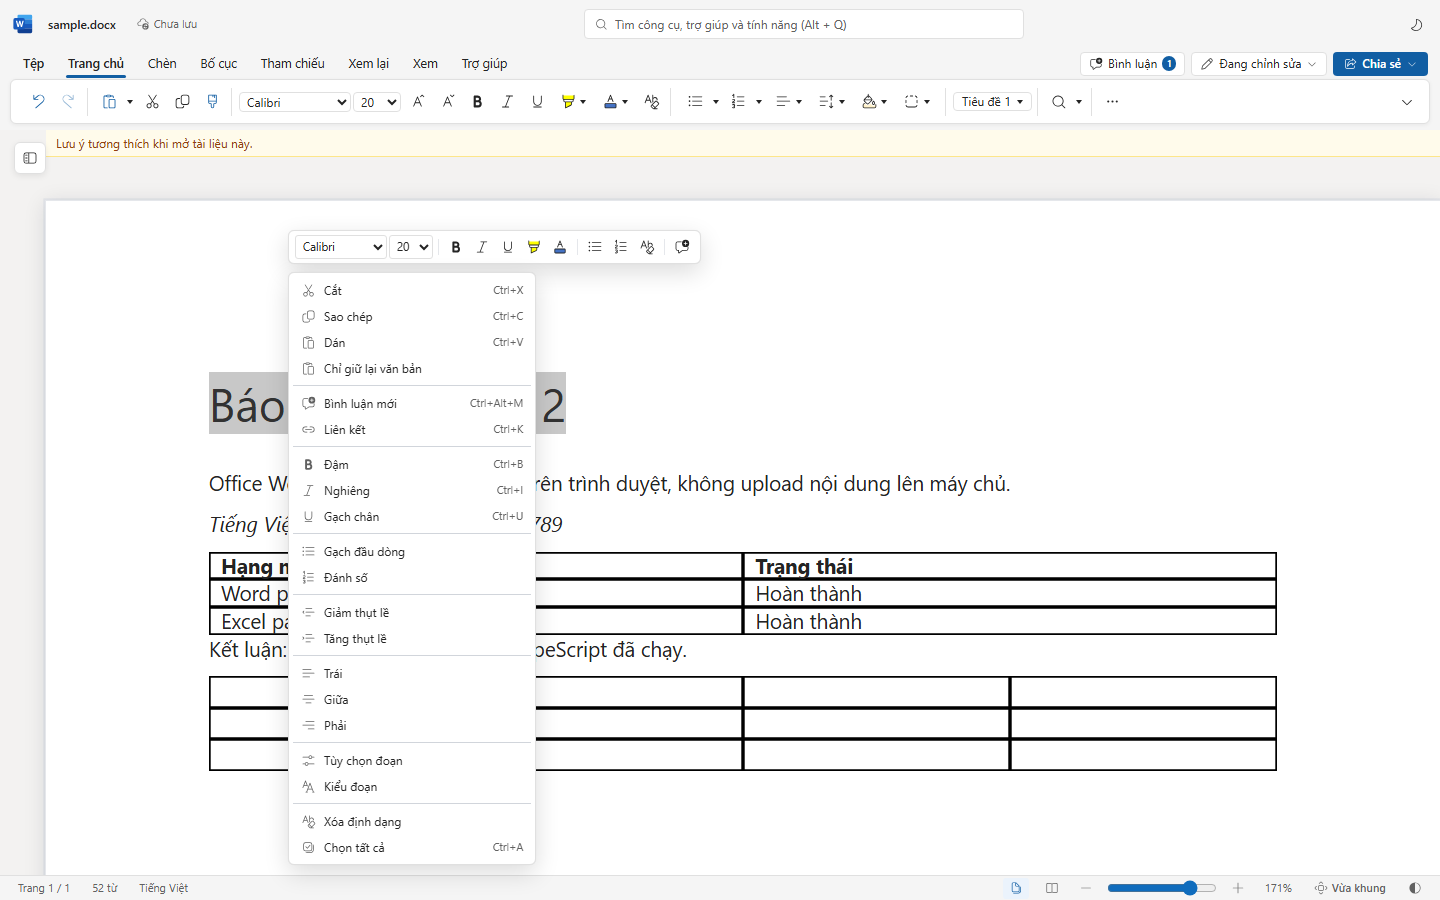 sample.docx
Chưa lưu
Tìm công cụ, trợ giúp và tính năng (Alt + Q)
Tệp Trang chủ Chèn Bố cục Tham chiếu Xem lại Xem Trợ giúp
Bình luận 1 Đang chỉnh sửa Chia sẻ
Calibri 20 Tiêu đề 1
Lưu ý tương thích khi mở tài liệu này.
Calibri 20
Cắt Ctrl+X
Sao chép Ctrl+C
Dán Ctrl+V
Chỉ giữ lại văn bản
Bình luận mới Ctrl+Alt+M
Liên kết Ctrl+K
Đậm Ctrl+B
Nghiêng Ctrl+I
Gạch chân Ctrl+U
Gạch đầu dòng
Đánh số
Giảm thụt lề
Tăng thụt lề
Trái
Giữa
Phải
Tùy chọn đoạn
Kiểu đoạn
Xóa định dạng
Chọn tất cả Ctrl+A
Báo 2
Office trình duyệt, không upload nội dung lên máy chủ.
Tiếng 789
Hạng Trạng thái
Word Hoàn thành
Excel Hoàn thành
Kết luận: đã chạy.
Trang 1 / 1 52 từ Tiếng Việt
171% Vừa khung